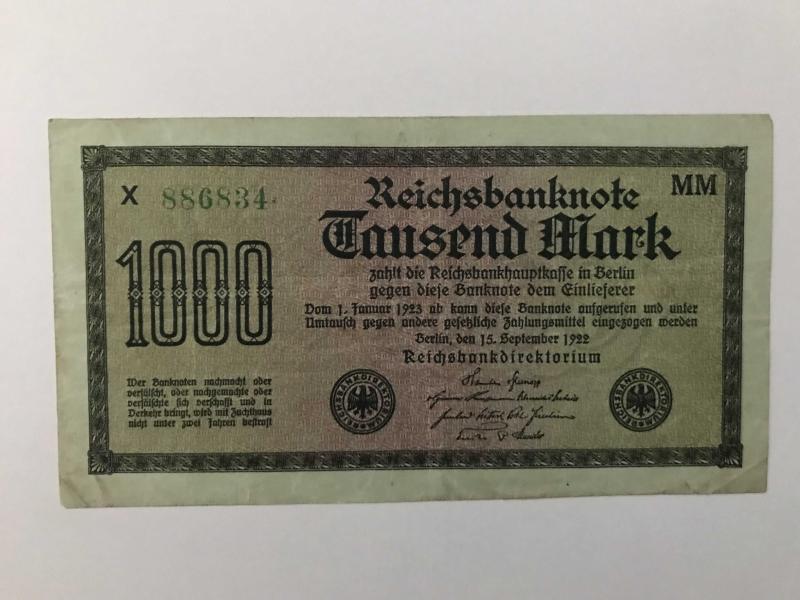 X 886834
MM
Reichsbanknote
Tausend Mark
1000
zahlt die Reichsbankhauptkasse in Berlin
gegen diese Banknote dem Einlieferer
Vom 1. Januar 1923 ab kann diese Banknote aufgerufen und unter
Umtausch gegen andere gesetzliche Zahlungsmittel eingezogen werden
Berlin, den 15. September 1922
Reichsbankdirektorium
Wer Banknoten nachmacht oder
verfälscht, oder nachgemachte oder
verfälschte sich verschafft und in
Verkehr bringt, wird mit Zuchthaus
nicht unter zwei Jahren bestraft
REICHSBANKDIREKTORIUM
REICHSBANKDIREKTORIUM